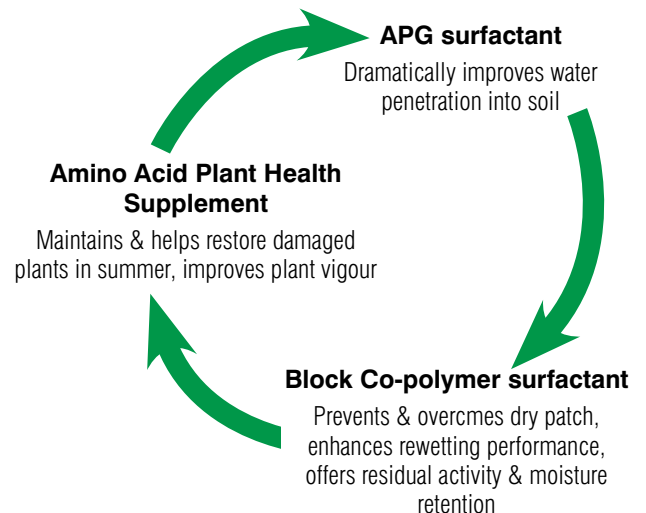 APG surfactant
Dramatically improves water
penetration into soil
Amino Acid Plant Health
Supplement
Maintains & helps restore damaged
plants in summer, improves plant vigour
Block Co-polymer surfactant
Prevents & overcmes dry patch,
enhances rewetting performance,
offers residual activity & moisture
retention